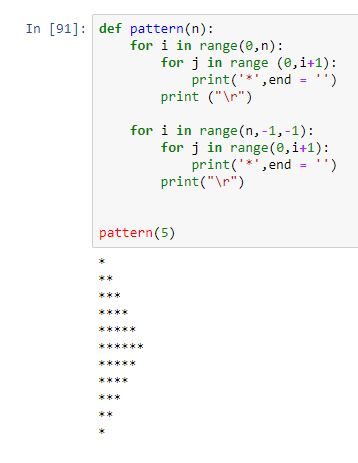 In [91]: def pattern(n):
    for i in range(0,n):
        for j in range (0,i+1):
            print('*',end = '')
        print ("\r")

    for i in range(n,-1,-1):
        for j in range(0,i+1):
            print('*',end = '')
        print("\r")


pattern(5)
*
**
***
****
*****
******
*****
****
***
**
*